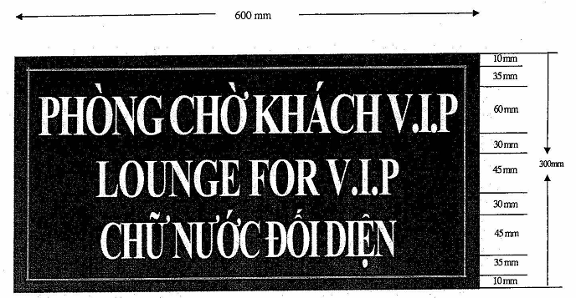 600 mm
10mm
35mm
PHÒNG CHỜ KHÁCH V.I.P
60mm
30mm
LOUNGE FOR V.I.P
45mm
300mm
30mm
CHỮ NƯỚC ĐỐI DIỆN
45mm
35mm
10mm